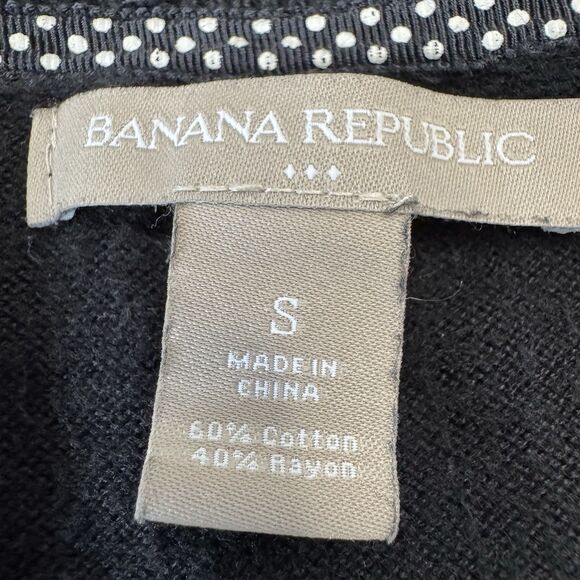 BANANA REPUBLIC
S
MADE IN
CHINA
60% Cotton
40% Rayon